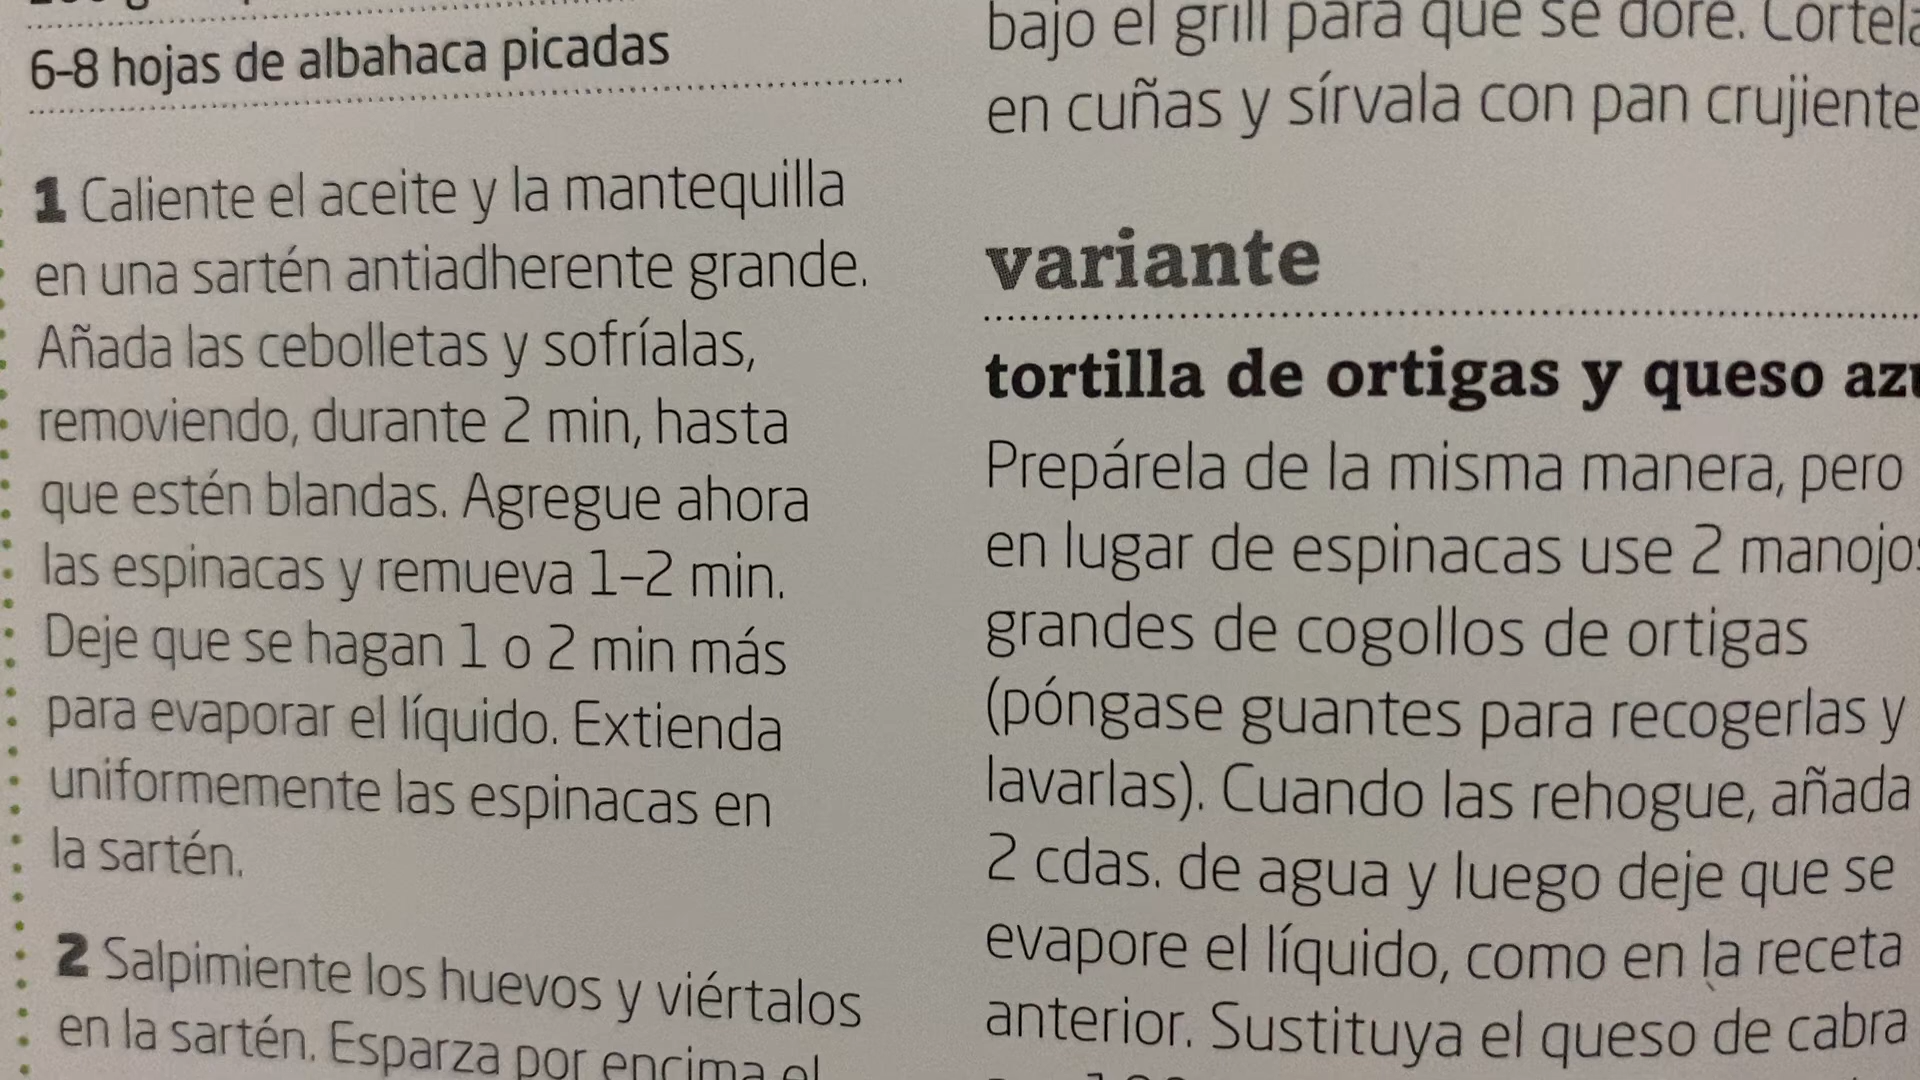 6-8 hojas de albahaca picadas
1 Caliente el aceite y la mantequilla
en una sartén antiadherente grande.
Añada las cebolletas y sofríalas,
removiendo, durante 2 min, hasta
que estén blandas. Agregue ahora
las espinacas y remueva 1–2 min.
Deje que se hagan 1 o 2 min más
para evaporar el líquido. Extienda
uniformemente las espinacas en
la sartén.
2 Salpimiente los huevos y viértalos
en la sartén. Esparza por encima el
bajo el grill para que se dore.
en cuñas y sírvala con pan crujiente
variante
tortilla de ortigas y queso
Prepárela de la misma manera, pero
en lugar de espinacas use 2 manojos
grandes de cogollos de ortigas
(póngase guantes para recogerlas y
lavarlas). Cuando las rehogue, añada
2 cdas. de agua y luego deje que se
evapore el líquido, como en la receta
anterior. Sustituya el queso de cabra